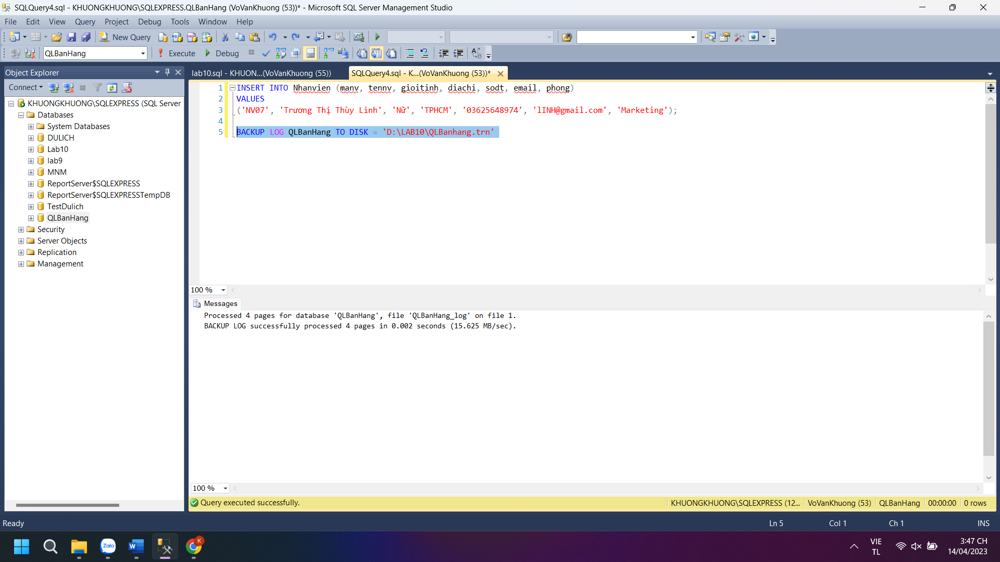 SQLQuery4.sql - KHUONGKHUONG\SQLEXPRESS.QLBanHang (VoVanKhuong (53))* - Microsoft SQL Server Management Studio
File Edit View Query Project Debug Tools Window Help
New Query
QLBanHang Execute Debug
Object Explorer
Connect
KHUONGKHUONG\SQLEXPRESS (SQL Server
Databases
System Databases
DULICH
Lab10
lab9
MNM
ReportServer$SQLEXPRESS
ReportServer$SQLEXPRESSTempDB
TestDulich
QLBanHang
Security
Server Objects
Replication
Management
lab10.sql - KHUON...(VoVanKhuong (55)) SQLQuery4.sql - K...(VoVanKhuong (53))*
1 INSERT INTO Nhanvien (manv, tennv, gioitinh, diachi, sodt, email, phong)
2 VALUES
3 ('NV07', 'Trương Thị Thùy Linh', 'Nữ', 'TPHCM', '03625648974', 'lINH@gmail.com', 'Marketing');
4
5 BACKUP LOG QLBanHang TO DISK = 'D:\LAB10\QLBanhang.trn'
100 %
Messages
Processed 4 pages for database 'QLBanHang', file 'QLBanHang_log' on file 1.
BACKUP LOG successfully processed 4 pages in 0.002 seconds (15.625 MB/sec).
100 %
Query executed successfully. KHUONGKHUONG\SQLEXPRESS (12... VoVanKhuong (53) QLBanHang 00:00:00 0 rows
Ready Ln 5 Col 1 Ch 1 INS
Zalo
K
VIE
TL
3:47 CH
14/04/2023